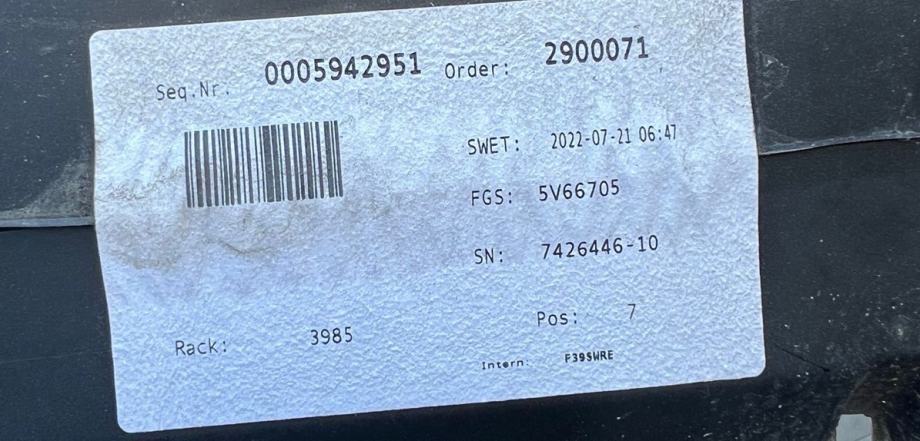 Seq.Nr. 0005942951 Order: 2900071
SWET: 2022-07-21 06:47
FGS: 5V66705
SN: 7426446-10
Pos: 7
Rack: 3985
Intern: F39SWRE